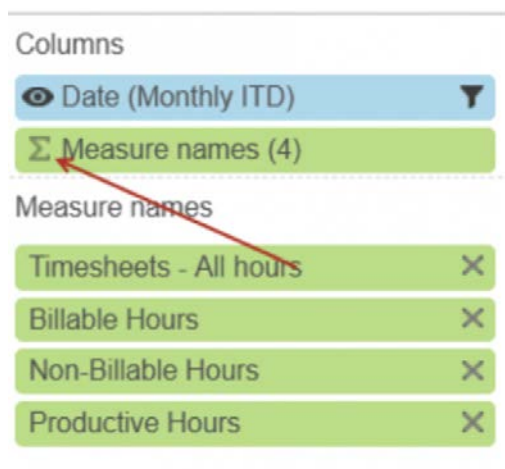 Columns
Date (Monthly ITD)
Σ Measure names (4)
Measure names
Timesheets - All hours
Billable Hours
Non-Billable Hours
Productive Hours